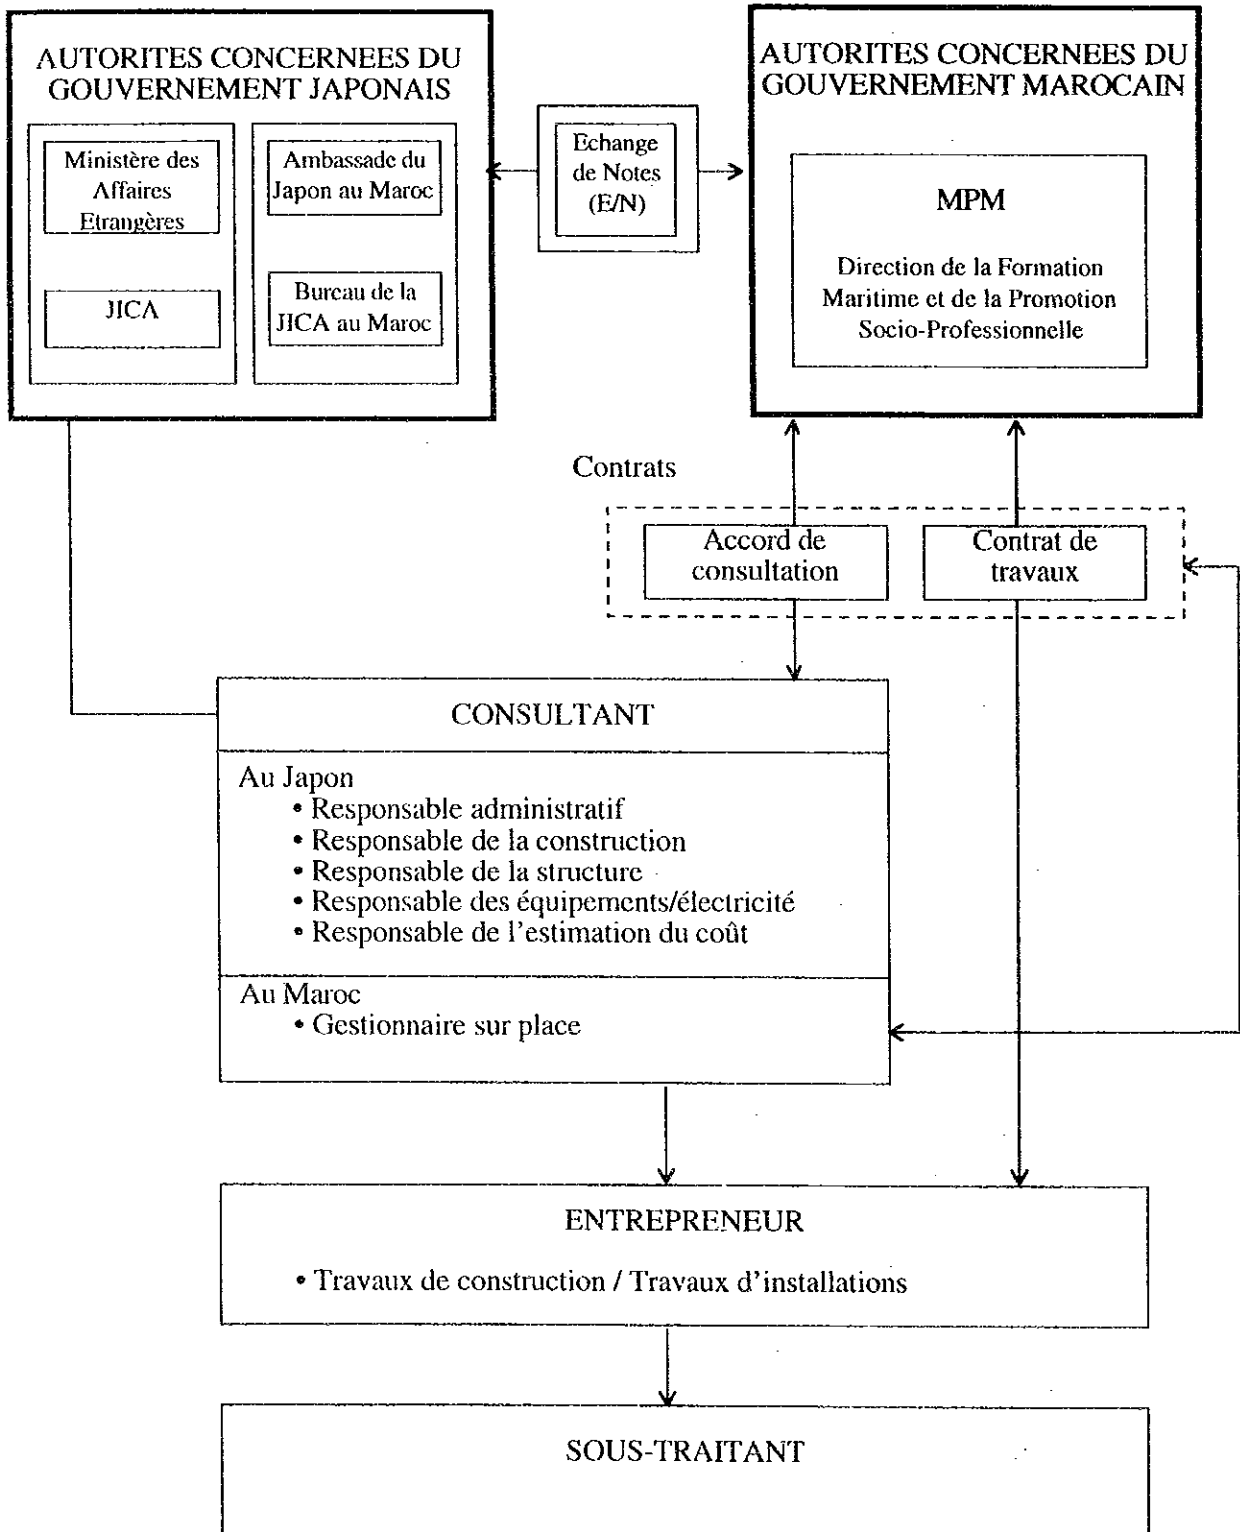 AUTORITES CONCERNEES DU
GOUVERNEMENT JAPONAIS
Ministère des
Affaires
Etrangères
JICA
Ambassade du
Japon au Maroc
Bureau de la
JICA au Maroc
Echange
de Notes
(E/N)
AUTORITES CONCERNEES DU
GOUVERNEMENT MAROCAIN
MPM
Direction de la Formation
Maritime et de la Promotion
Socio-Professionnelle
Contrats
Accord de
consultation
Contrat de
travaux
CONSULTANT
Au Japon
• Responsable administratif
• Responsable de la construction
• Responsable de la structure
• Responsable des équipements/électricité
• Responsable de l'estimation du coût
Au Maroc
• Gestionnaire sur place
ENTREPRENEUR
• Travaux de construction / Travaux d'installations
SOUS-TRAITANT